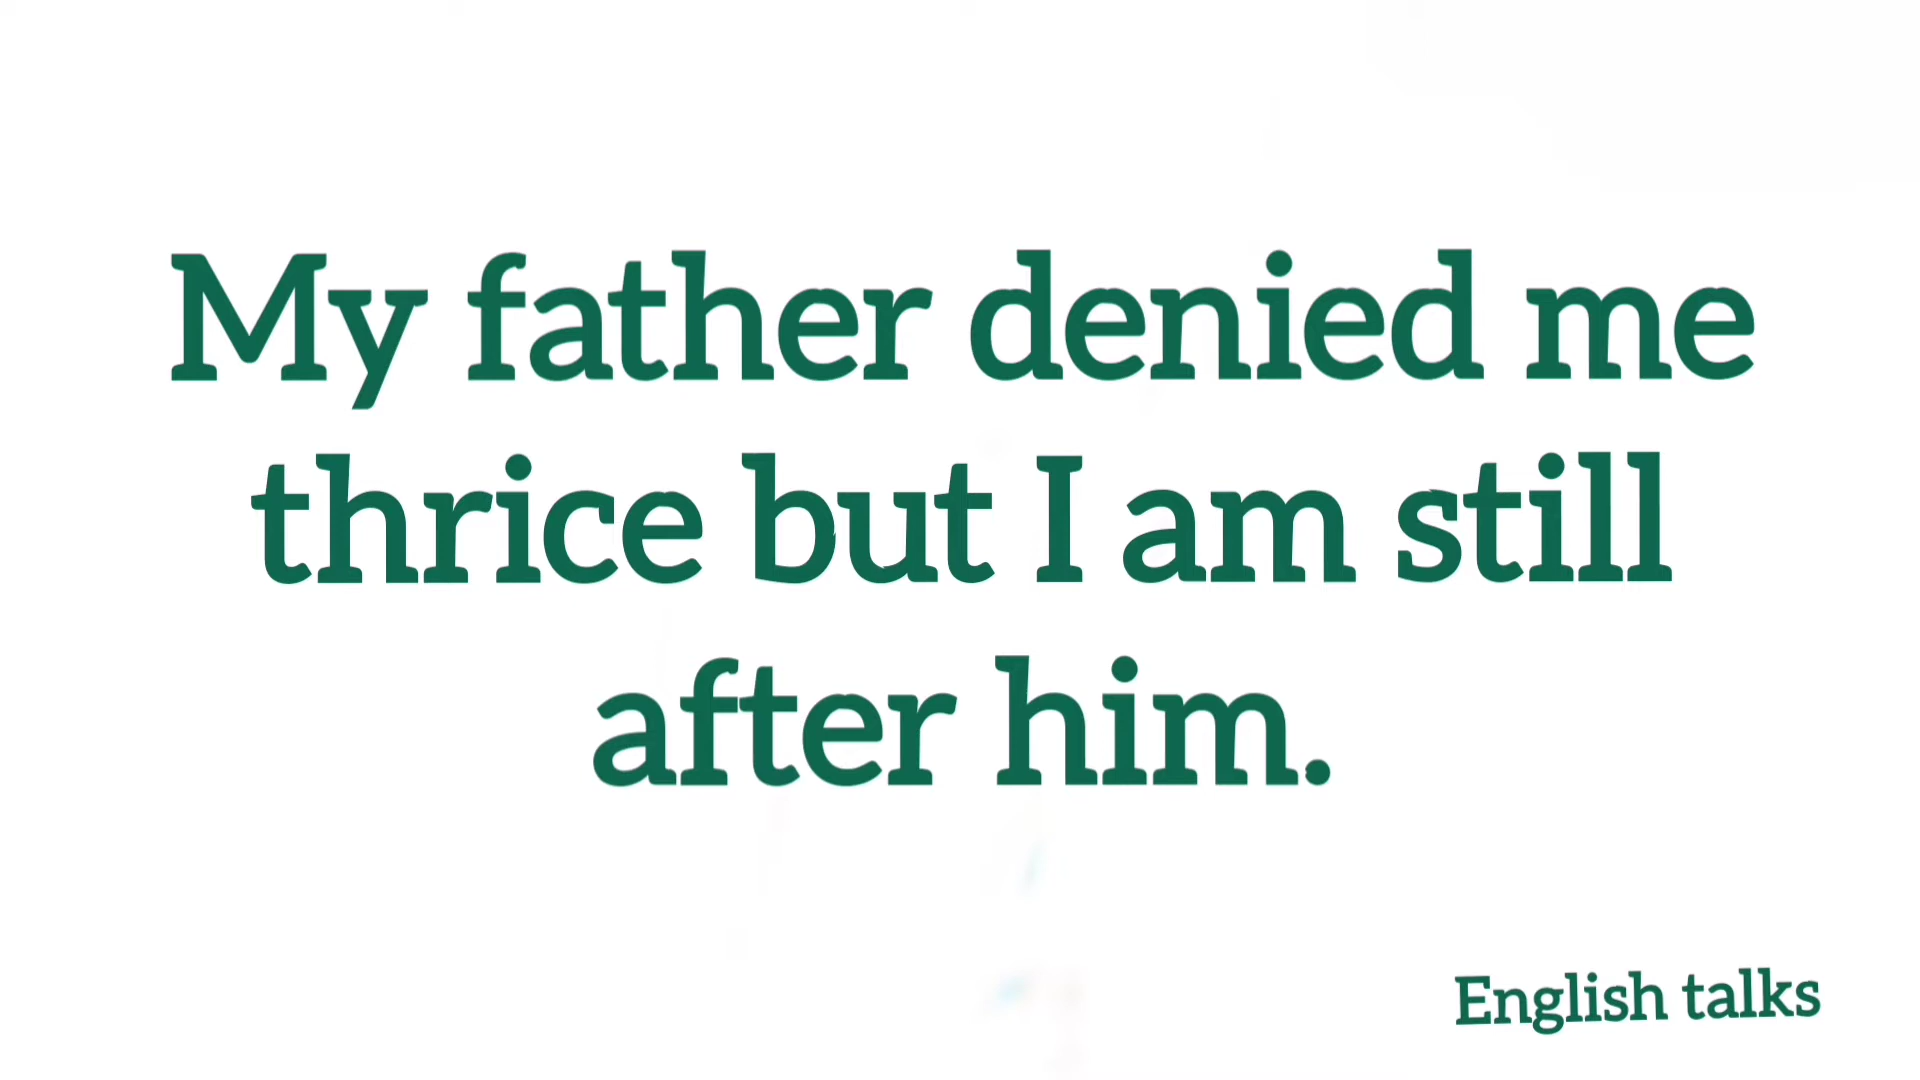 My father denied me
thrice but I am still
after him.
English talks